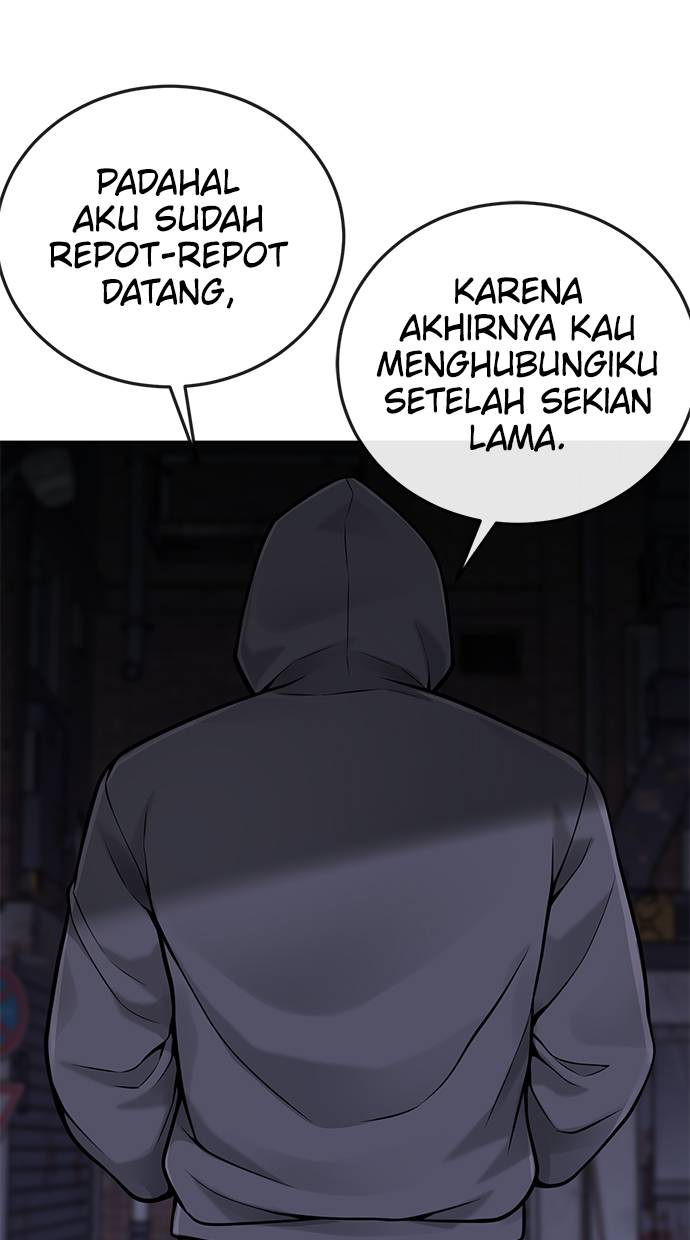 PADAHAL
AKU SUDAH
REPOT-REPOT
DATANG,
KARENA
AKHIRNYA KAU
MENGHUBUNGIKU
SETELAH SEKIAN
LAMA.